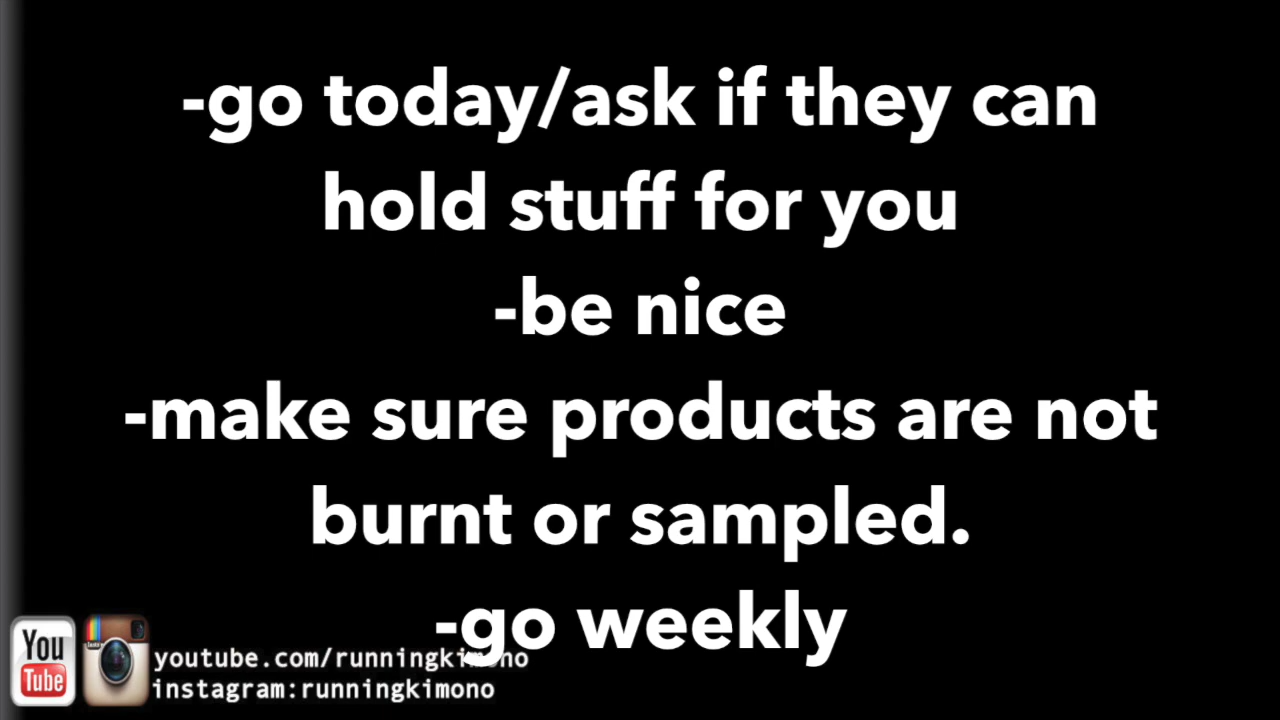 -go today/ask if they can
hold stuff for you
-be nice
-make sure products are not
burnt or sampled.
-go weekly
You
Tube
youtube.com/runningkimono
instagram:runningkimono